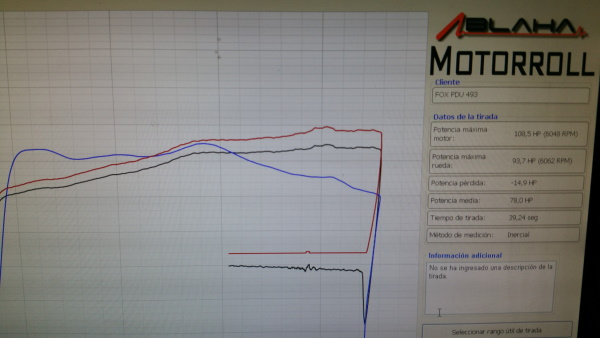 ABLAHA
MOTORROLL
Cliente
FOX PDU 493
Datos de la tirada
Potencia máxima
motor:
108,5 HP (6048 RPM)
Potencia máxima
rueda:
93,7 HP (6062 RPM)
Potencia pérdida:
-14,9 HP
Potencia media:
78,0 HP
Tiempo de tirada:
39,24 seg
Método de medición:
Inercial
Información adicional
No se ha ingresado una descripción de la
tirada
Seleccionar rango útil de tirada